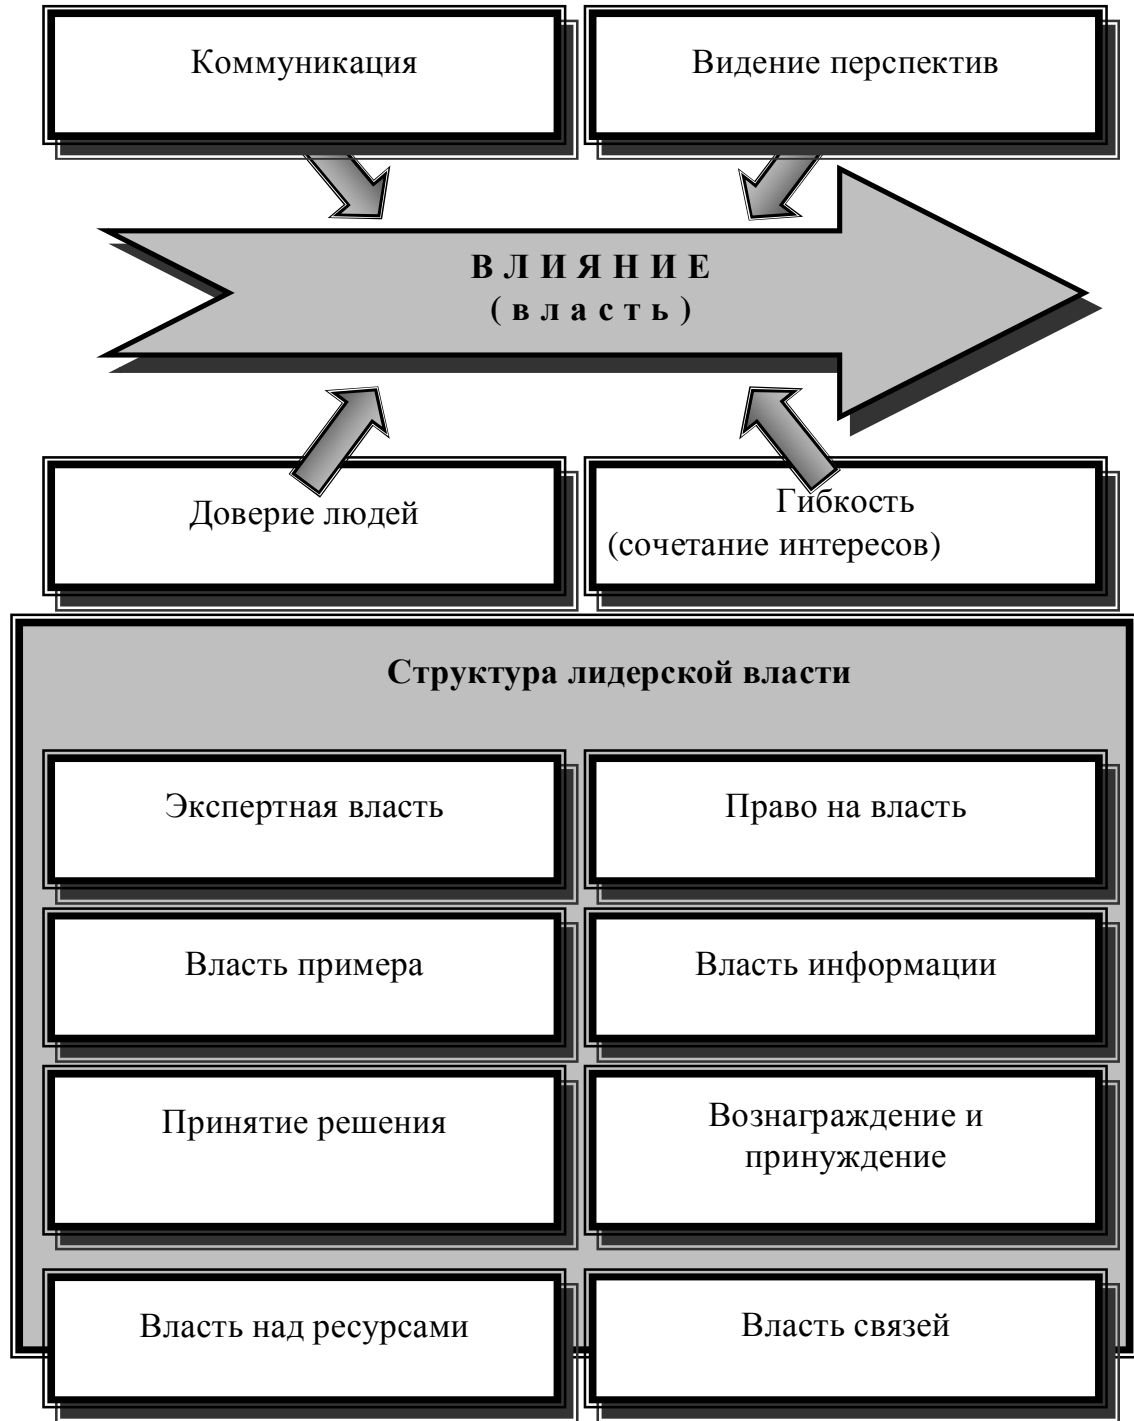 Коммуникация
Видение перспектив
В Л И Я Н И Е
( в л а с т ь )
Доверие людей
Гибкость
(сочетание интересов)
Структура лидерской власти
Экспертная власть
Право на власть
Власть примера
Власть информации
Принятие решения
Вознаграждение и
принуждение
Власть над ресурсами
Власть связей